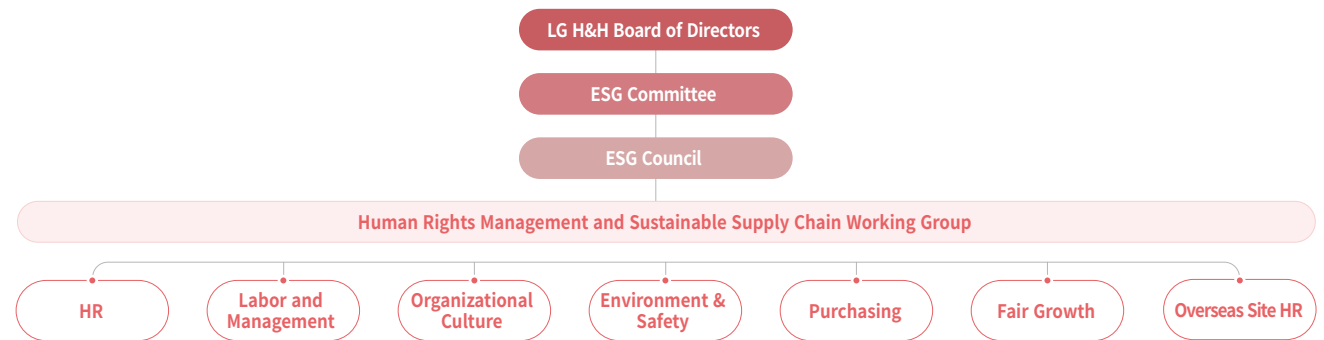 LG H&H Board of Directors
ESG Committee
ESG Council
Human Rights Management and Sustainable Supply Chain Working Group
HR
Labor and
Management
Organizational
Culture
Environment &
Safety
Purchasing
Fair Growth
Overseas Site HR